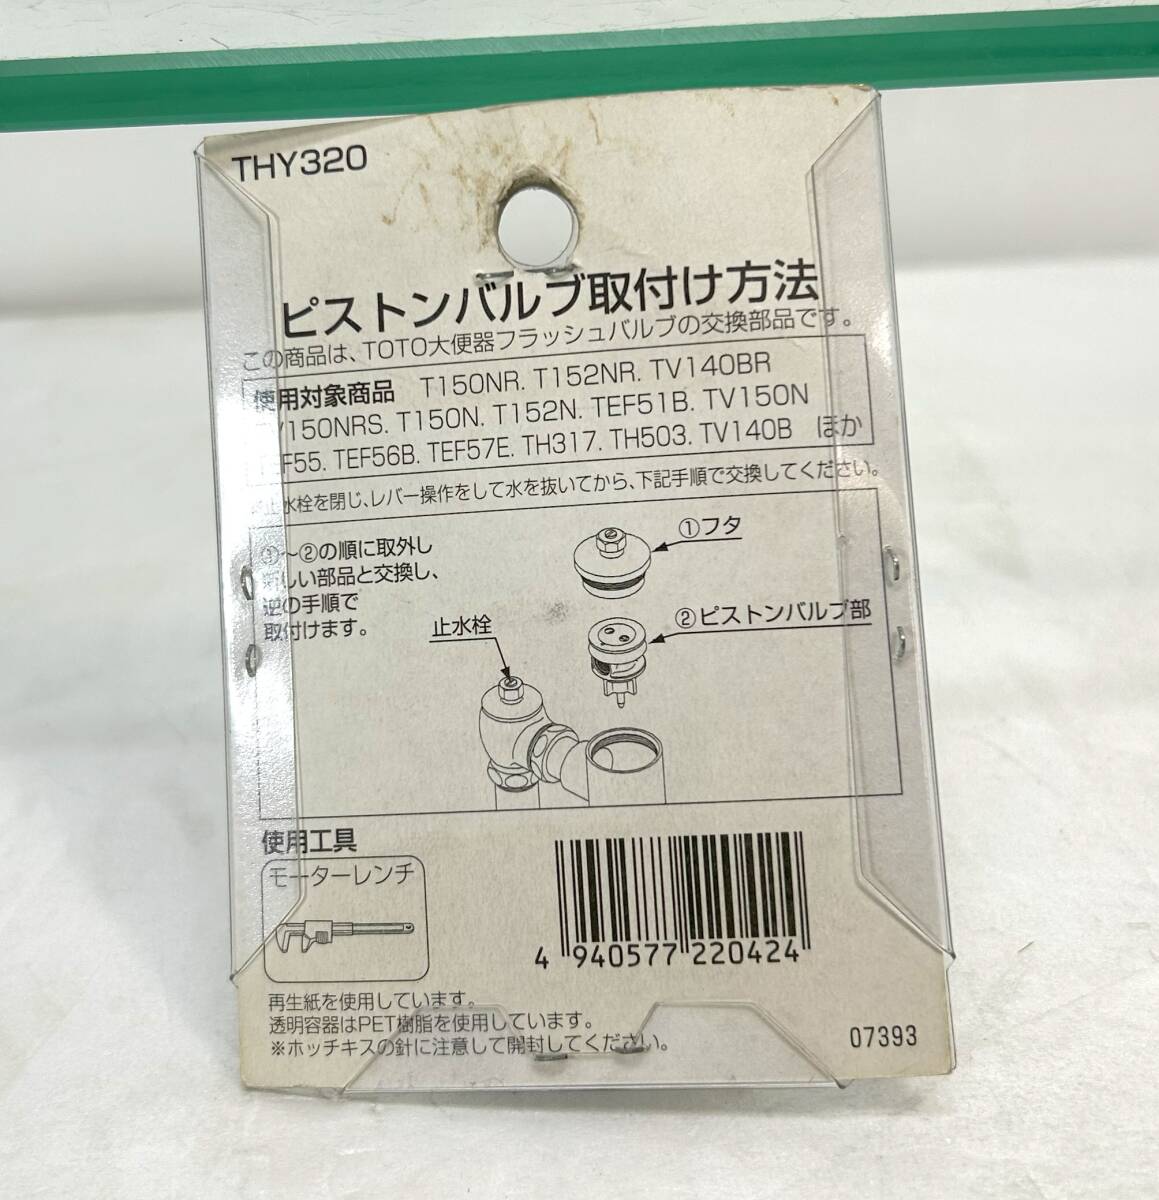 THY320
ピストンバルブ取付け方法
この商品は、TOTO大便器フラッシュバルブの交換部品です。
使用対象商品 T150NR. T152NR. TV140BR
150NRS. T150N. T152N. TEF51B. TV150N
F55. TEF56B. TEF57E. TH317. TH503. TV140B ほか
止水栓を閉じ、レバー操作をして水を抜いてから、下記手順で交換してください。
①〜②の順に取外し
新しい部品と交換し、
逆の手順で
取付けます。
①フタ
②ピストンバルブ部
止水栓
使用工具
モーターレンチ
4 940577 220424
再生紙を使用しています。
透明容器はPET樹脂を使用しています。
※ホッチキスの針に注意して開封してください。
07393